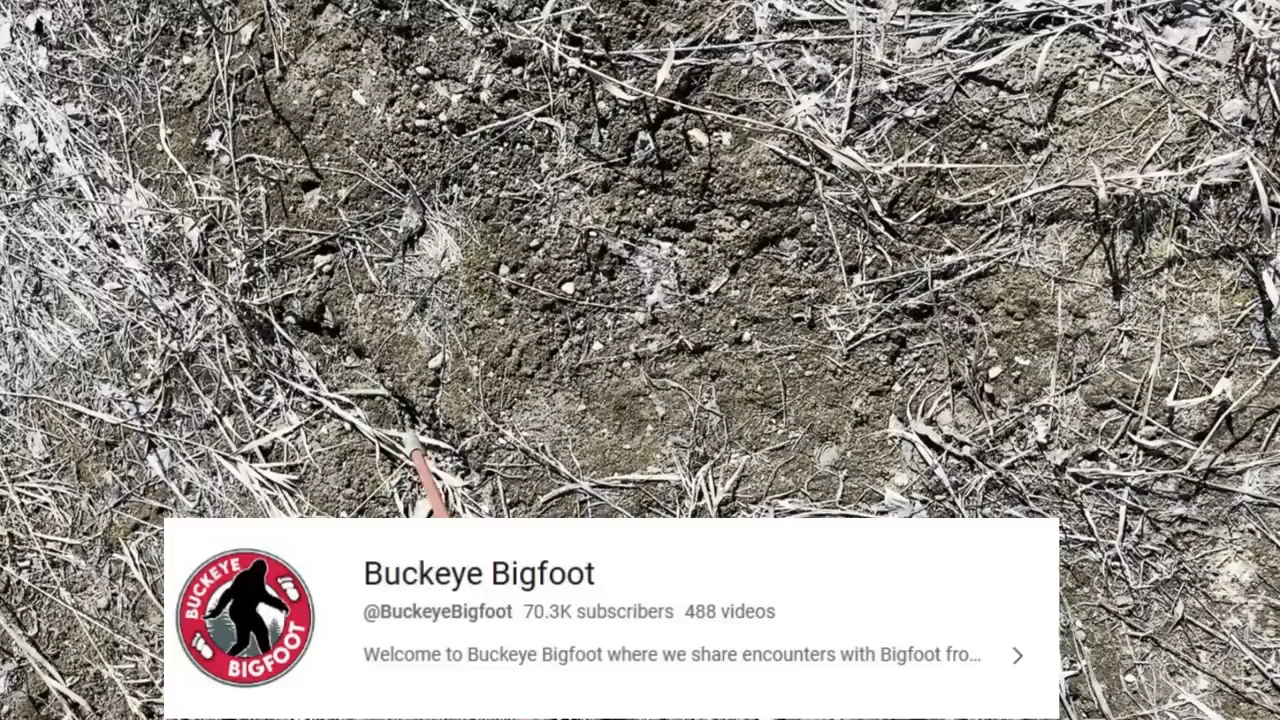 BUCKEYE
BIGFOOT
Buckeye Bigfoot
@BuckeyeBigfoot 70.3K subscribers 488 videos
Welcome to Buckeye Bigfoot where we share encounters with Bigfoot fro...